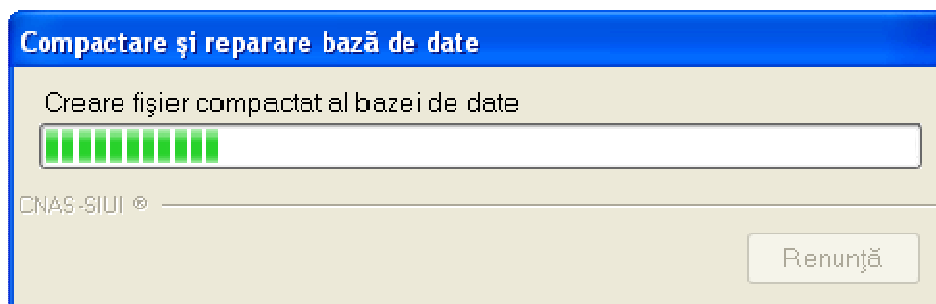 Compactare şi reparare bază de date
Creare fişier compactat al bazei de date
CNAS-SIUI ®
Renunţă